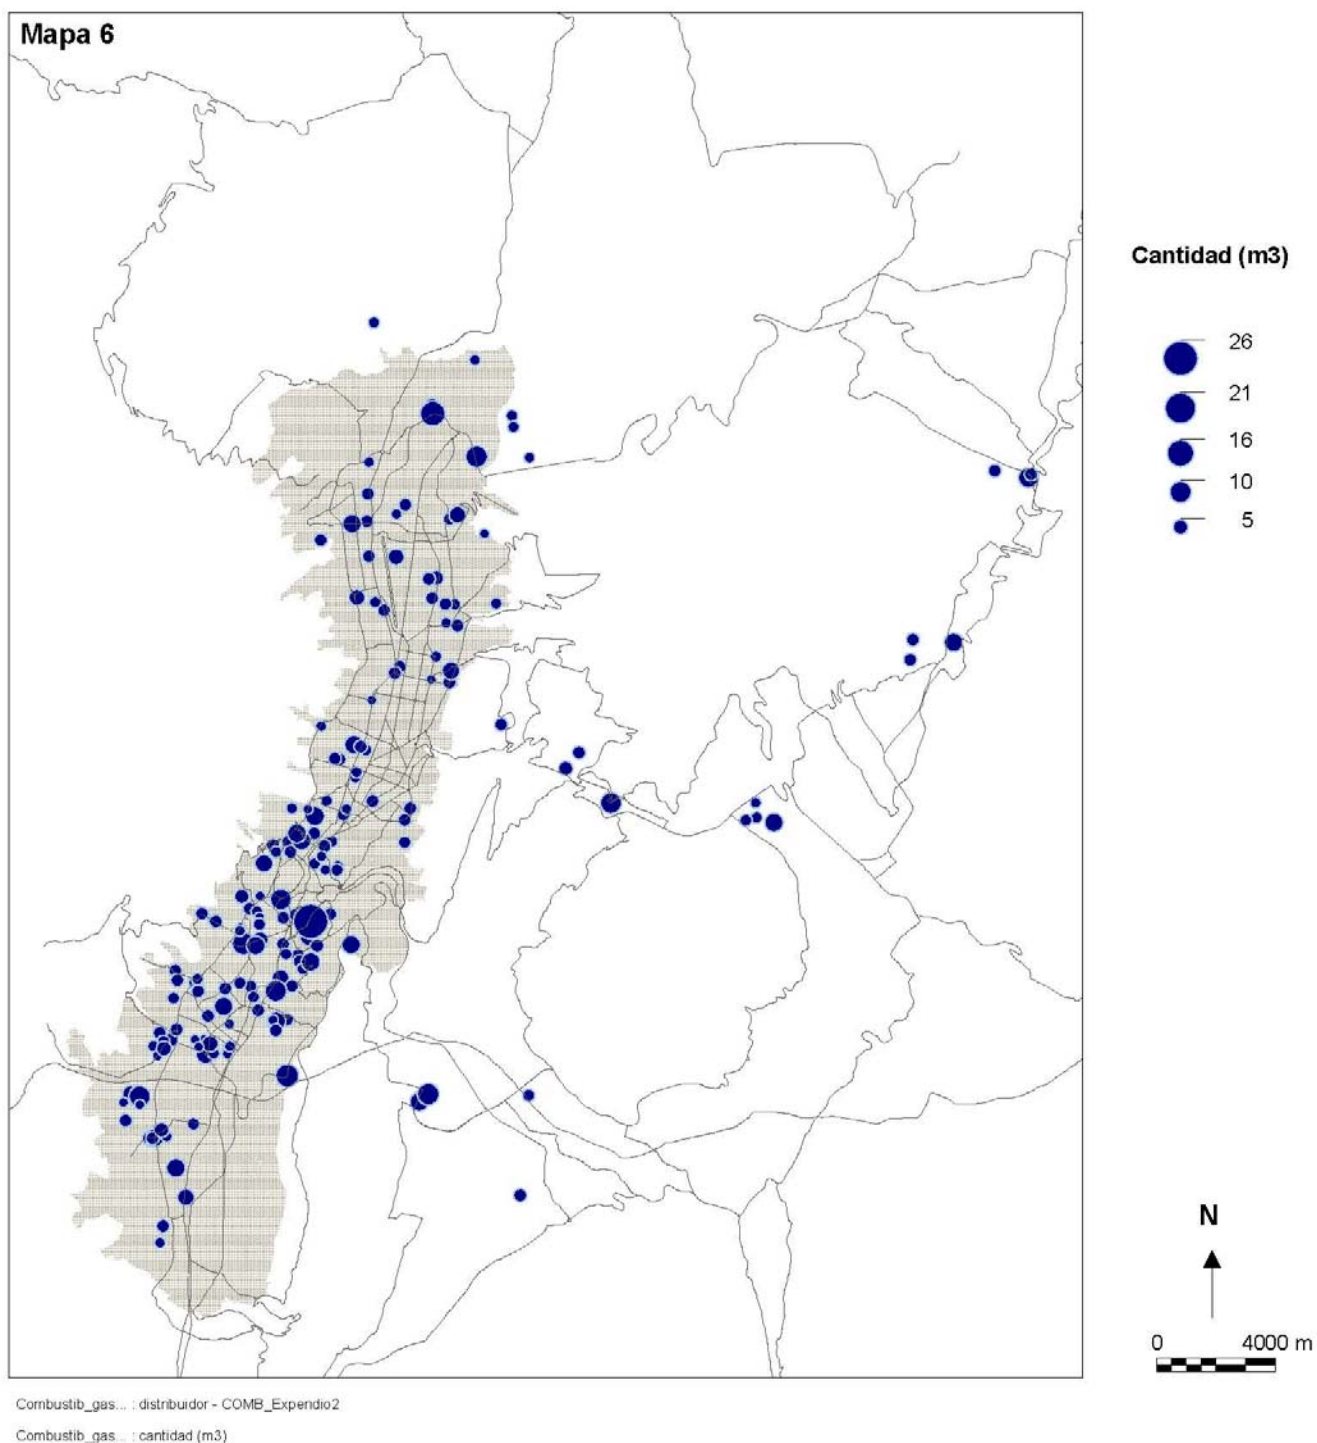 Mapa 6
Cantidad (m3)
26
21
16
10
5
N
0 4000 m
Combustib_gas... : distribuidor - COMB_Expendio2
Combustib_gas... : cantidad (m3)